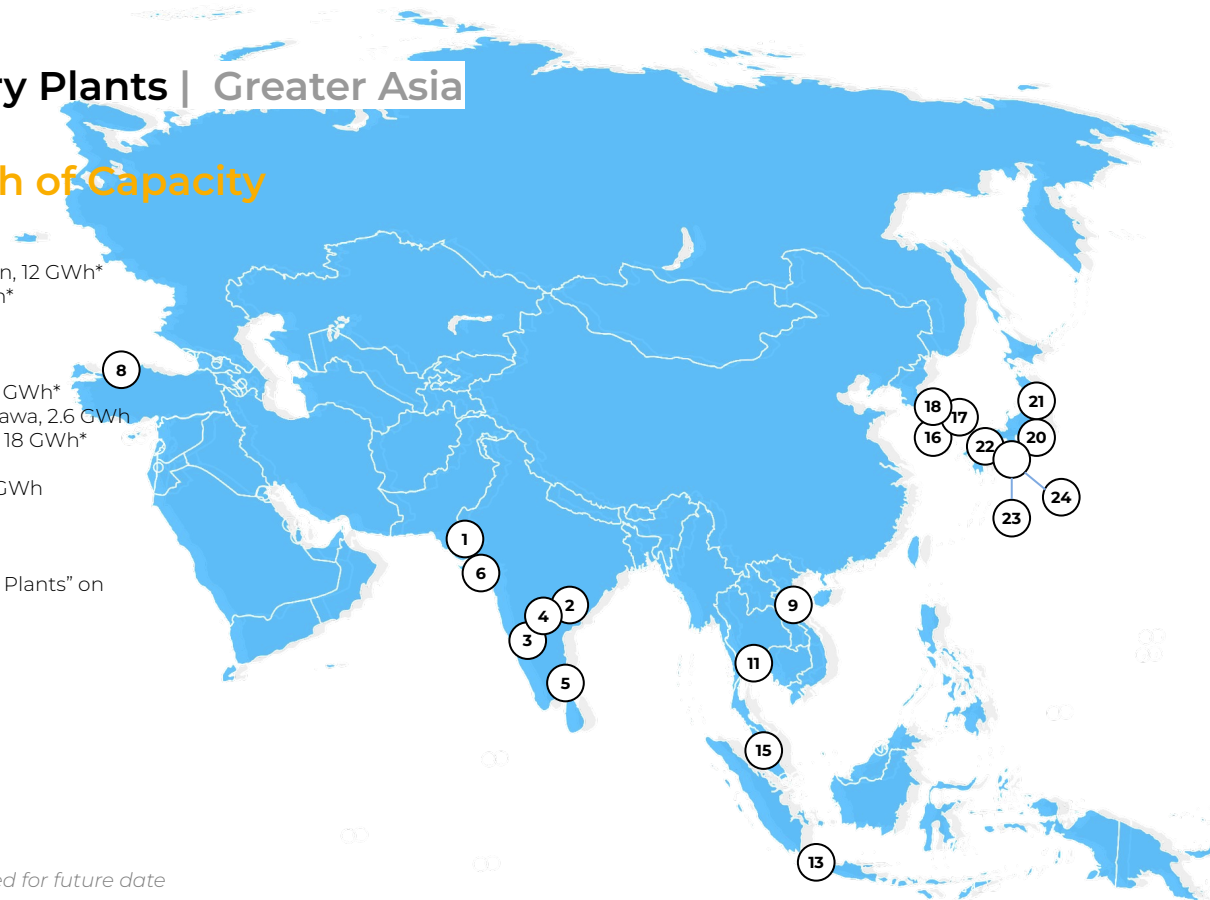 ry Plants | Greater Asia
h of Capacity
n, 12 GWh*
h*
GWh*
awa, 2.6 GWh
18 GWh*
GWh
Plants” on
ed for future date
8
18
17
16
21
20
22
24
23
1
6
2
4
3
5
9
11
15
13